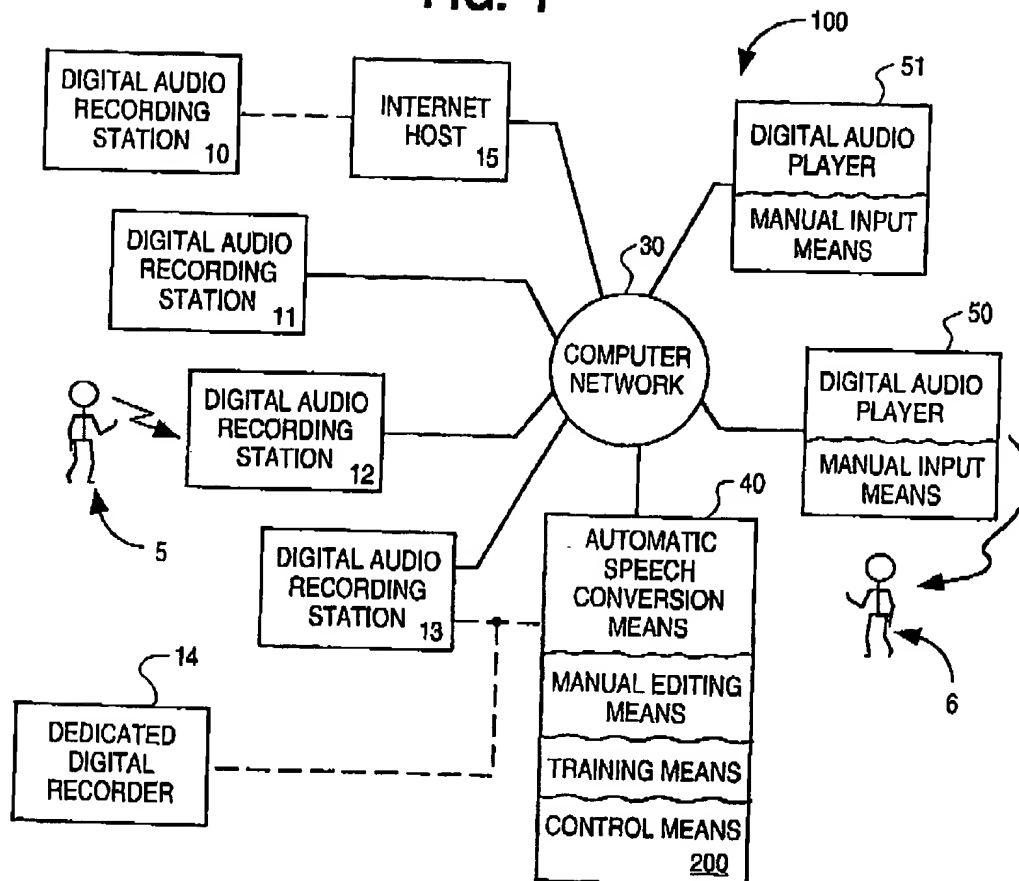 FIG. 1
100
DIGITAL AUDIO
RECORDING
STATION 10
INTERNET
HOST
15
51
DIGITAL AUDIO
PLAYER
MANUAL INPUT
MEANS
DIGITAL AUDIO
RECORDING
STATION
11
30
COMPUTER
NETWORK
50
DIGITAL AUDIO
PLAYER
MANUAL INPUT
MEANS
DIGITAL AUDIO
RECORDING
STATION 12
5
40
AUTOMATIC
SPEECH
CONVERSION
MEANS
MANUAL EDITING
MEANS
TRAINING MEANS
CONTROL MEANS
200
DIGITAL AUDIO
RECORDING
STATION 13
6
14
DEDICATED
DIGITAL
RECORDER